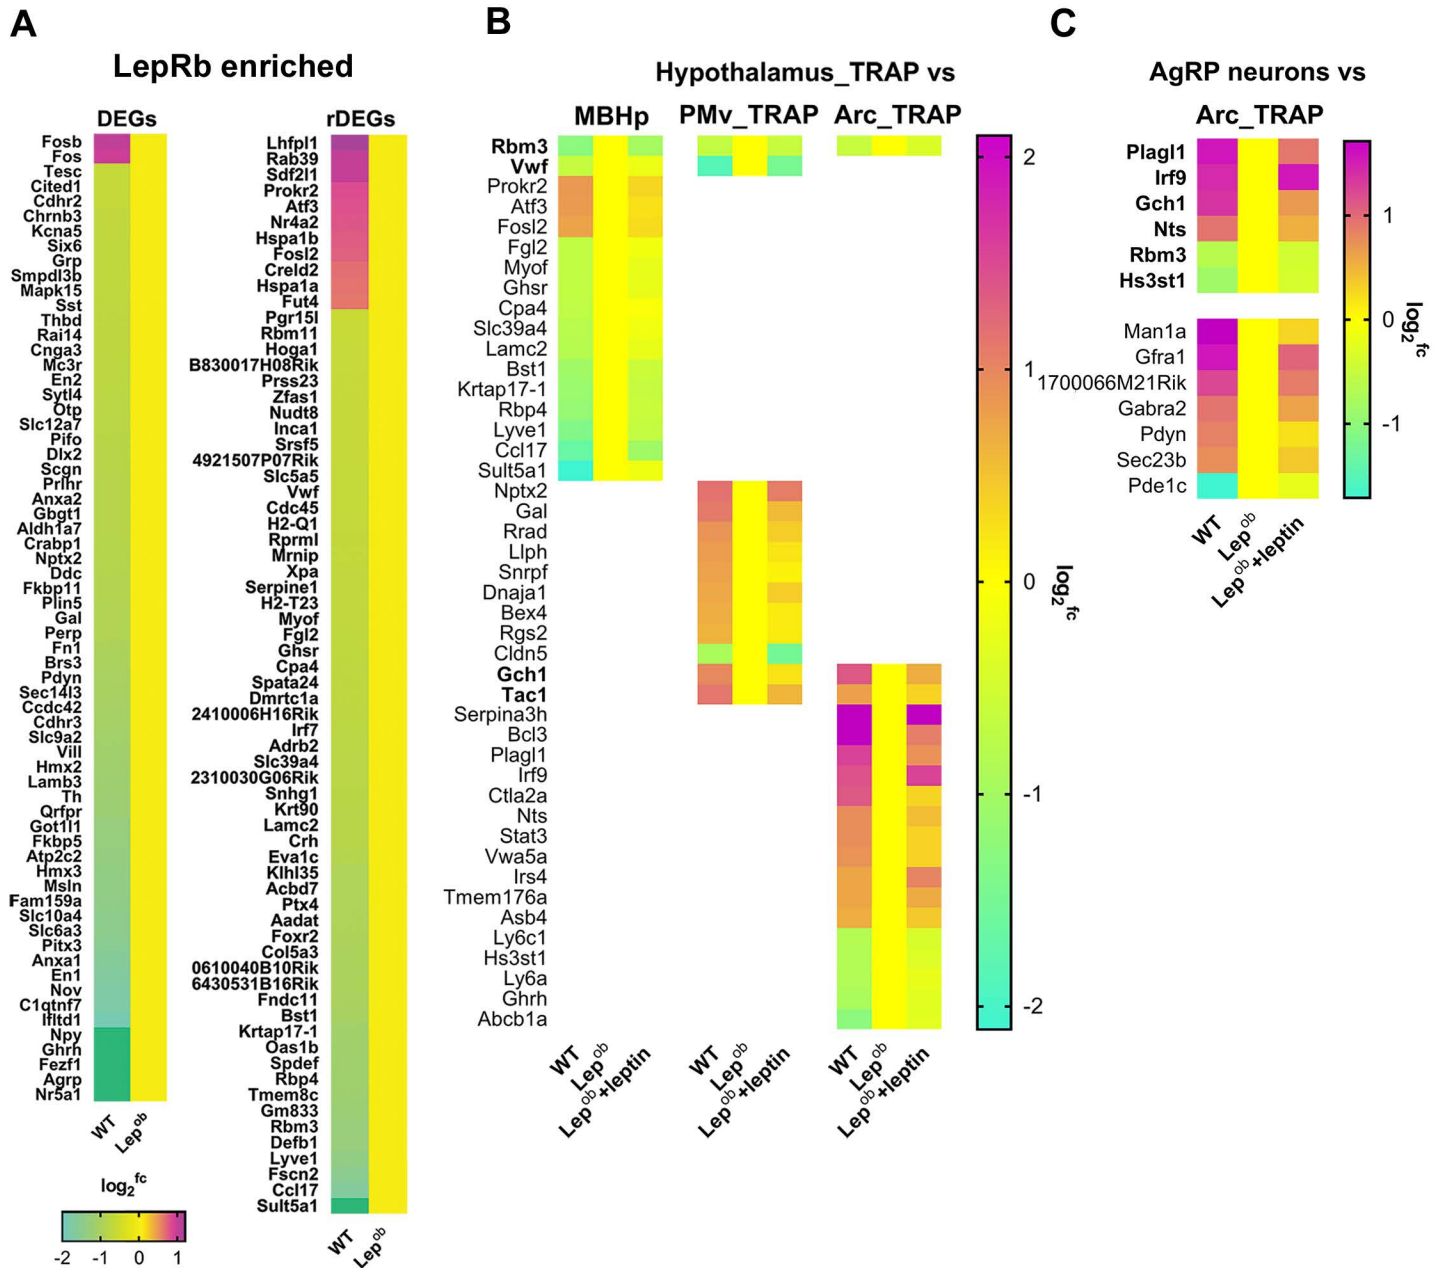 A
LepRb enriched
DEGs
Fosb
Fos
Tesc
Cited1
Cdhr2
Chrnb3
Kcna5
Six6
Grp
Smpdl3b
Mapk15
Sst
Thbd
Rai14
Cnga3
Mc3r
En2
Sytl4
Otp
Slc12a7
Pifo
Dlx2
Scgn
Prlhr
Anxa2
Gbgt1
Aldh1a7
Crabp1
Nptx2
Ddc
Fkbp11
Plin5
Gal
Perp
Fn1
Brs3
Pdyn
Sec14l3
Ccdc42
Cdhr3
Slc9a2
Vill
Hmx2
Lamb3
Th
Qrfpr
Got1l1
Fkbp5
Atp2c2
Hmx3
Msln
Fam159a
Slc10a4
Slc6a3
Pitx3
Anxa1
En1
Nov
C1qtnf7
Ifltd1
Npy
Ghrh
Fezf1
Agrp
Nr5a1
WT
Lep^ob
log2^fc
-2 -1 0 1
rDEGs
Lhfpl1
Rab39
Sdf2l1
Prokr2
Atf3
Nr4a2
Hspa1b
Fosl2
Creld2
Hspa1a
Fut4
Pgr15l
Rbm11
Hoga1
B830017H08Rik
Prss23
Zfas1
Nudt8
Inca1
Srsf5
4921507P07Rik
Slc5a5
Vwf
Cdc45
H2-Q1
Rprml
Mrnip
Xpa
Serpine1
H2-T23
Myof
Fgl2
Ghsr
Cpa4
Spata24
Dmrtc1a
2410006H16Rik
Irf7
Adrb2
Slc39a4
2310030G06Rik
Snhg1
Krt90
Lamc2
Crh
Eva1c
Klhl35
Acbd7
Ptx4
Aadat
Foxr2
Col5a3
0610040B10Rik
6430531B16Rik
Fndc11
Bst1
Krtap17-1
Oas1b
Spdef
Rbp4
Tmem8c
Gm833
Rbm3
Defb1
Lyve1
Fscn2
Ccl17
Sult5a1
WT
Lep^ob
B
Hypothalamus_TRAP vs
MBHp PMv_TRAP Arc_TRAP
Rbm3
Vwf
Prokr2
Atf3
Fosl2
Fgl2
Myof
Ghsr
Cpa4
Slc39a4
Lamc2
Bst1
Krtap17-1
Rbp4
Lyve1
Ccl17
Sult5a1
Nptx2
Gal
Rrad
Llph
Snrpf
Dnaja1
Bex4
Rgs2
Cldn5
Gch1
Tac1
Serpina3h
Bcl3
Plagl1
Irf9
Ctla2a
Nts
Stat3
Vwa5a
Irs4
Tmem176a
Asb4
Ly6c1
Hs3st1
Ly6a
Ghrh
Abcb1a
WT
Lep^ob
Lep^ob+leptin
WT
Lep^ob
Lep^ob+leptin
WT
Lep^ob
Lep^ob+leptin
2
1
0
-1
-2
log2^fc
C
AgRP neurons vs
Arc_TRAP
Plagl1
Irf9
Gch1
Nts
Rbm3
Hs3st1
Man1a
Gfra1
1700066M21Rik
Gabra2
Pdyn
Sec23b
Pde1c
WT
Lep^ob
Lep^ob+leptin
1
0
-1
log2^fc